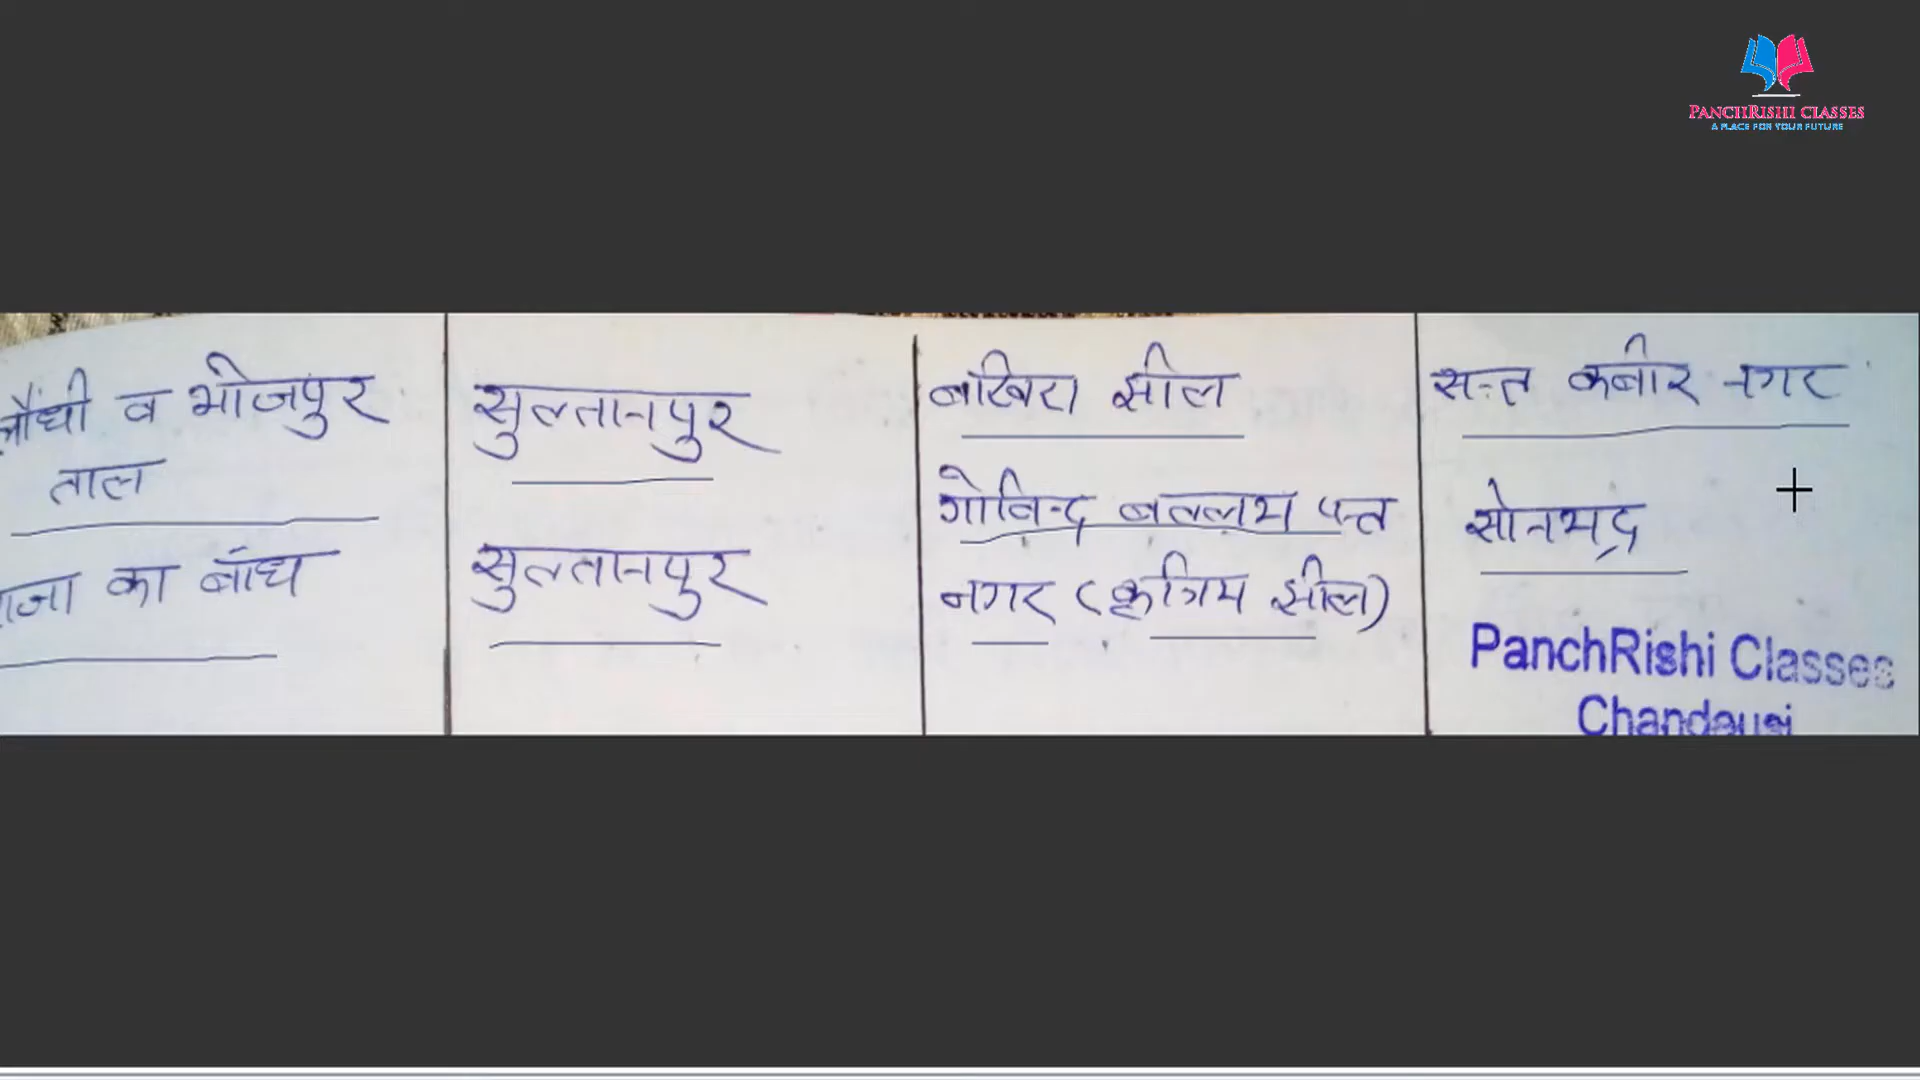 PANCHRISHI CLASSES
A PLACE FOR YOUR FUTURE
व भोजपुर
ताल
सुल्तानपुर
बखिरा झील
सन्त कबीर नगर
का बाँध
सुल्तानपुर
गोविन्द बल्लभ पन्त
नगर (कृत्रिम झील)
सोनभद्र
PanchRishi Classes
Chandausi